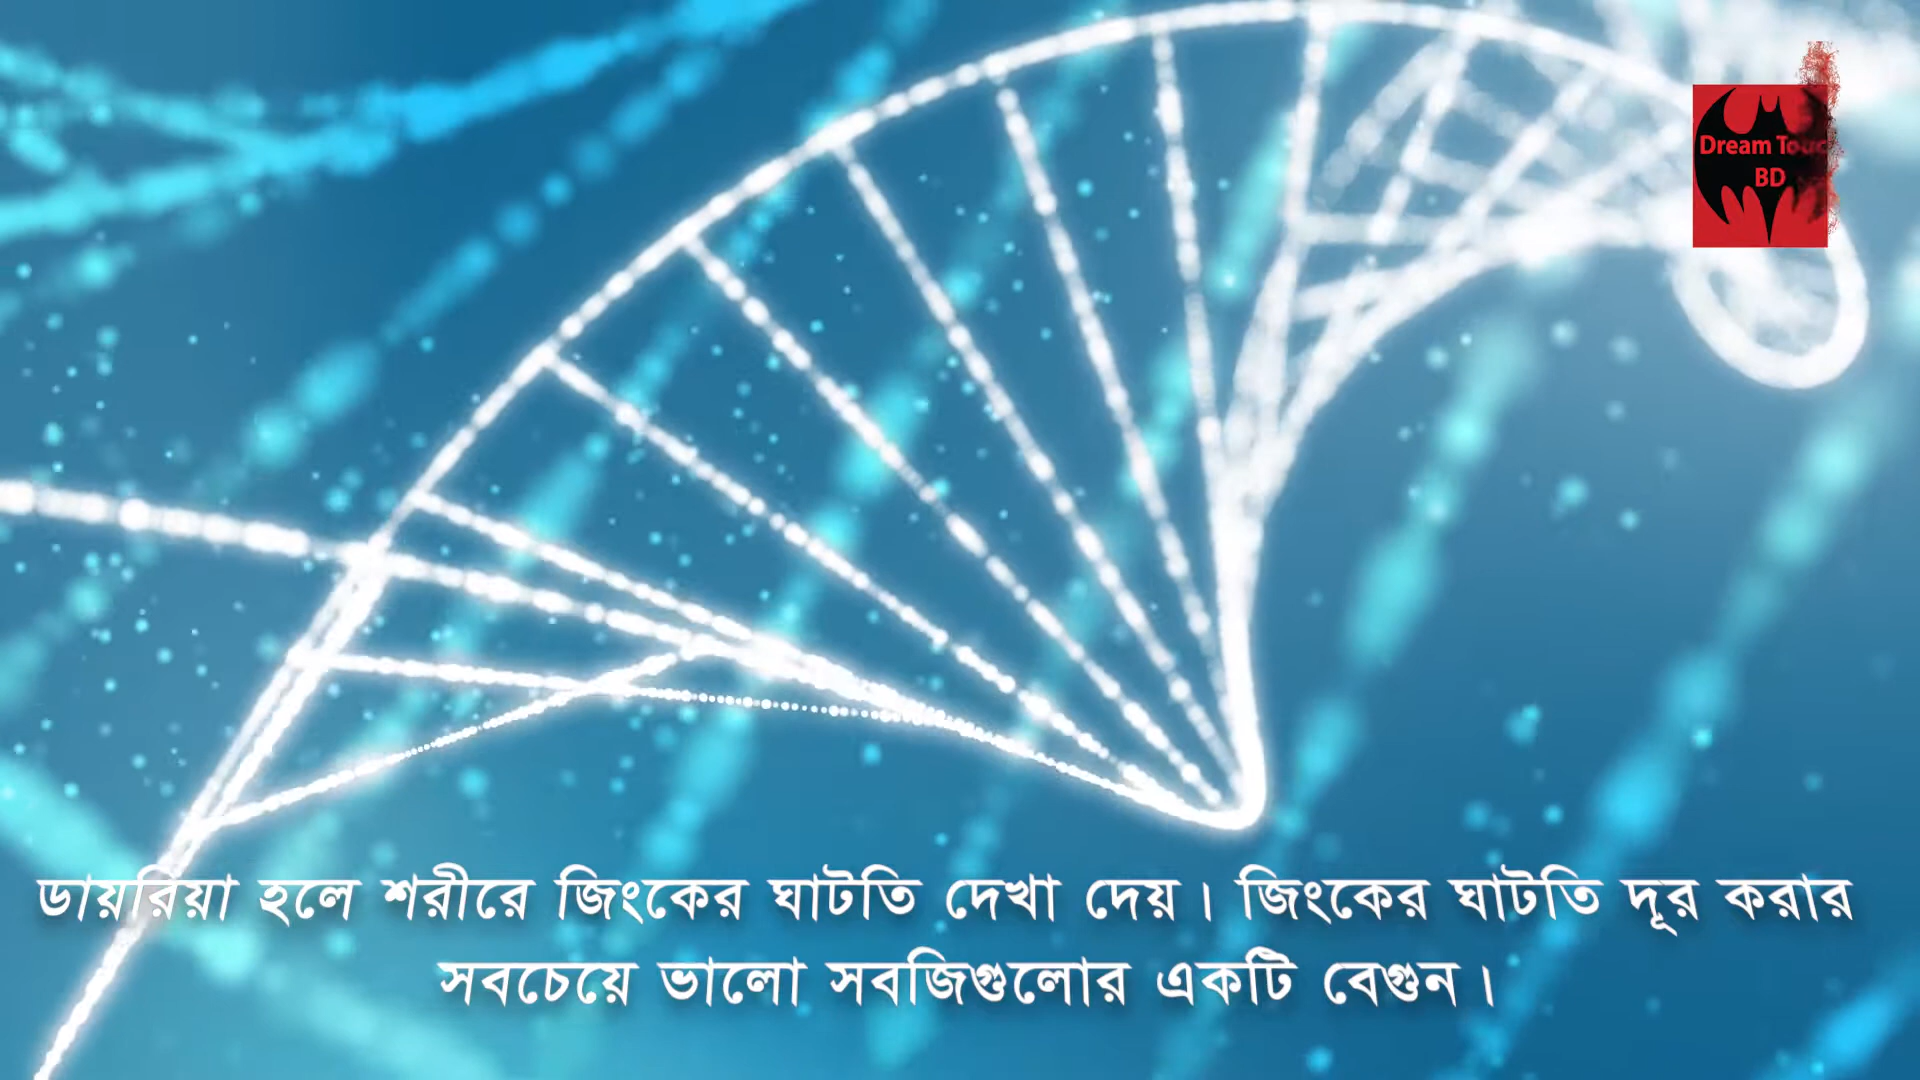 Dream Touc
BD
ডায়রিয়া হলে শরীরে জিংকের ঘাটতি দেখা দেয়। জিংকের ঘাটতি দূর করার
সবচেয়ে ভালো সবজিগুলোর একটি বেগুন।